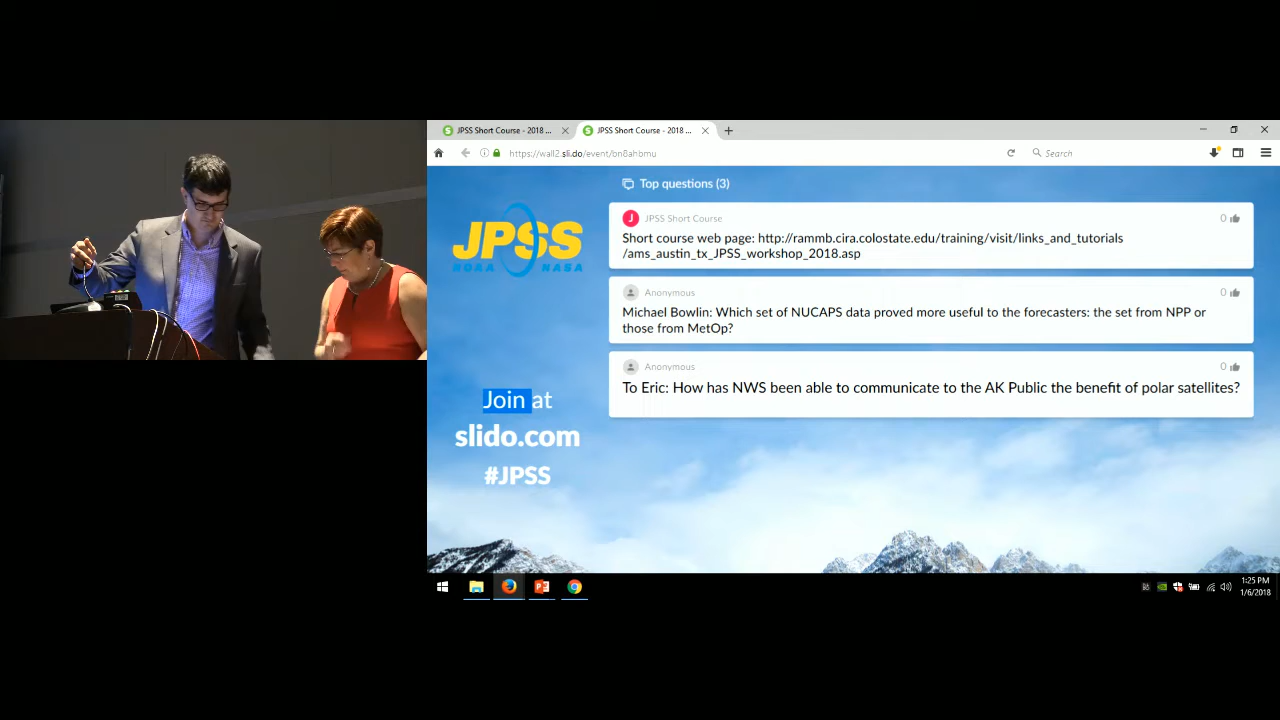 JPSS Short Course - 2018 ...
JPSS Short Course - 2018 ...
https://wall2.sli.do/event/bn8ahbmu
Search
Top questions (3)
JPSS
NOAA NASA
J JPSS Short Course 0
Short course web page: http://rammb.cira.colostate.edu/training/visit/links_and_tutorials
/ams_austin_tx_JPSS_workshop_2018.asp
Anonymous 0
Michael Bowlin: Which set of NUCAPS data proved more useful to the forecasters: the set from NPP or
those from MetOp?
Anonymous 0
To Eric: How has NWS been able to communicate to the AK Public the benefit of polar satellites?
Join at
slido.com
#JPSS
1:25 PM
1/6/2018